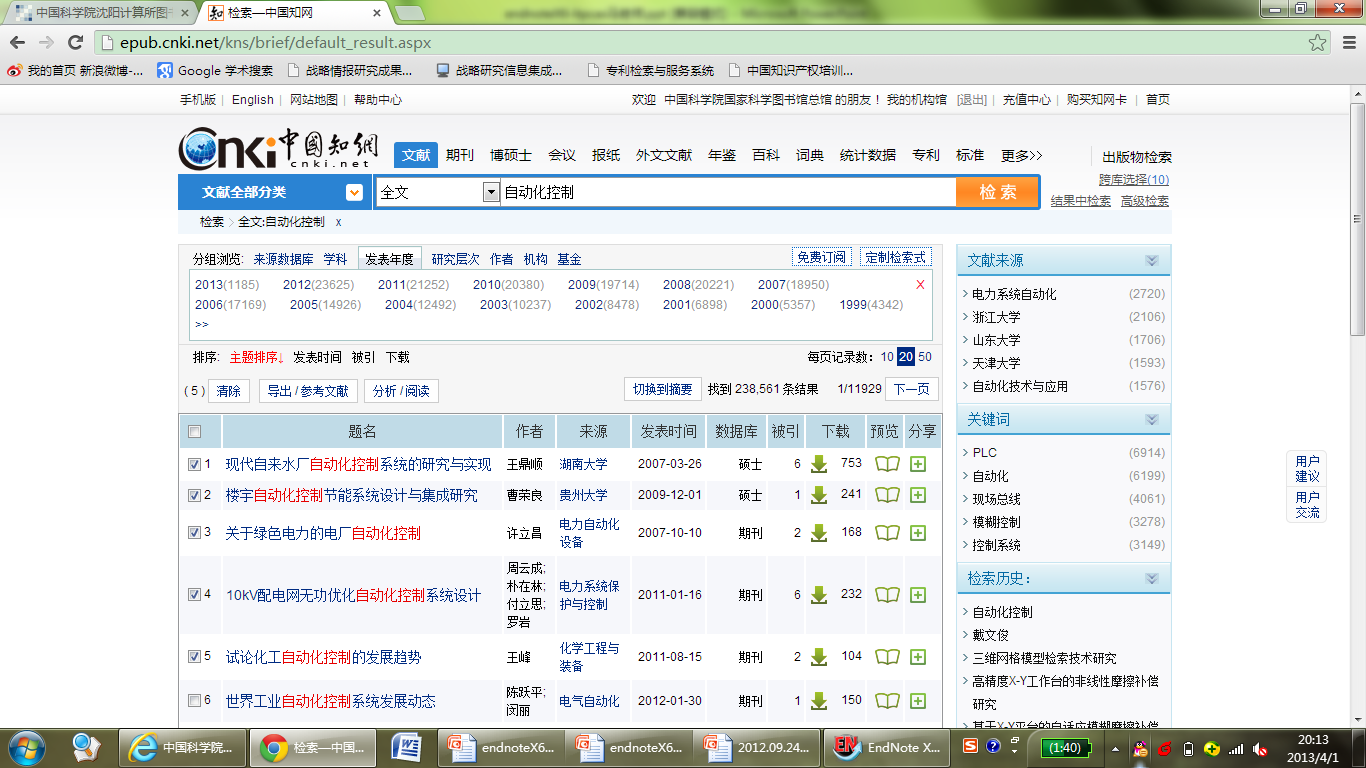 中国科学院沈阳计算所图书 检索—中国知网
epub.cnki.net/kns/brief/default_result.aspx
我的首页 新浪微博-... Google 学术搜索 战略情报研究成果... 战略研究信息集成... 专利检索与服务系统 中国知识产权培训...
手机版 | English | 网站地图 | 帮助中心 欢迎 中国科学院国家科学图书馆总馆 的朋友！ 我的机构馆 [退出] | 充值中心 | 购买知网卡 | 首页
Cnki 中国知網
cnki.net
文献 期刊 博硕士 会议 报纸 外文文献 年鉴 百科 词典 统计数据 专利 标准 更多>> 出版物检索
文献全部分类 全文 自动化控制 检索 跨库选择(10)
结果中检索 高级检索
检索 > 全文:自动化控制 x
分组浏览: 来源数据库 学科 发表年度 研究层次 作者 机构 基金 免费订阅 定制检索式
2013(1185) 2012(23625) 2011(21252) 2010(20380) 2009(19714) 2008(20221) 2007(18950) X
2006(17169) 2005(14926) 2004(12492) 2003(10237) 2002(8478) 2001(6898) 2000(5357) 1999(4342)
>>
排序: 主题排序↓ 发表时间 被引 下载 每页记录数: 10 20 50
( 5 ) 清除 导出 / 参考文献 分析 / 阅读 切换到摘要 找到 238,561 条结果 1/11929 下一页
题名 作者 来源 发表时间 数据库 被引 下载 预览 分享
1 现代自来水厂自动化控制系统的研究与实现 王鼎顺 湖南大学 2007-03-26 硕士 6 753
2 楼宇自动化控制节能系统设计与集成研究 曹荣良 贵州大学 2009-12-01 硕士 1 241
3 关于绿色电力的电厂自动化控制 许立昌 电力自动化设备 2007-10-10 期刊 2 168
4 10kV配电网无功优化自动化控制系统设计 周云成; 朴在林; 付立思; 罗岩 电力系统保护与控制 2011-01-16 期刊 6 232
5 试论化工自动化控制的发展趋势 王峰 化学工程与装备 2011-08-15 期刊 2 104
6 世界工业自动化控制系统发展动态 陈跃平; 闵丽 电气自动化 2012-01-30 期刊 1 150
文献来源
电力系统自动化 (2720)
浙江大学 (2106)
山东大学 (1706)
天津大学 (1593)
自动化技术与应用 (1576)
关键词
PLC (6914)
自动化 (6199)
现场总线 (4061)
模糊控制 (3278)
控制系统 (3149)
检索历史:
自动化控制
戴文俊
三维网格模型检索技术研究
高精度X-Y工作台的非线性摩擦补偿
研究
基于X-Y平台的自适应模糊摩擦补偿
用户
建议
用户
交流
中国科学院... 检索—中国... endnoteX6... endnoteX6... 2012.09.24... EndNote X... (1:40) 20:13
2013/4/1